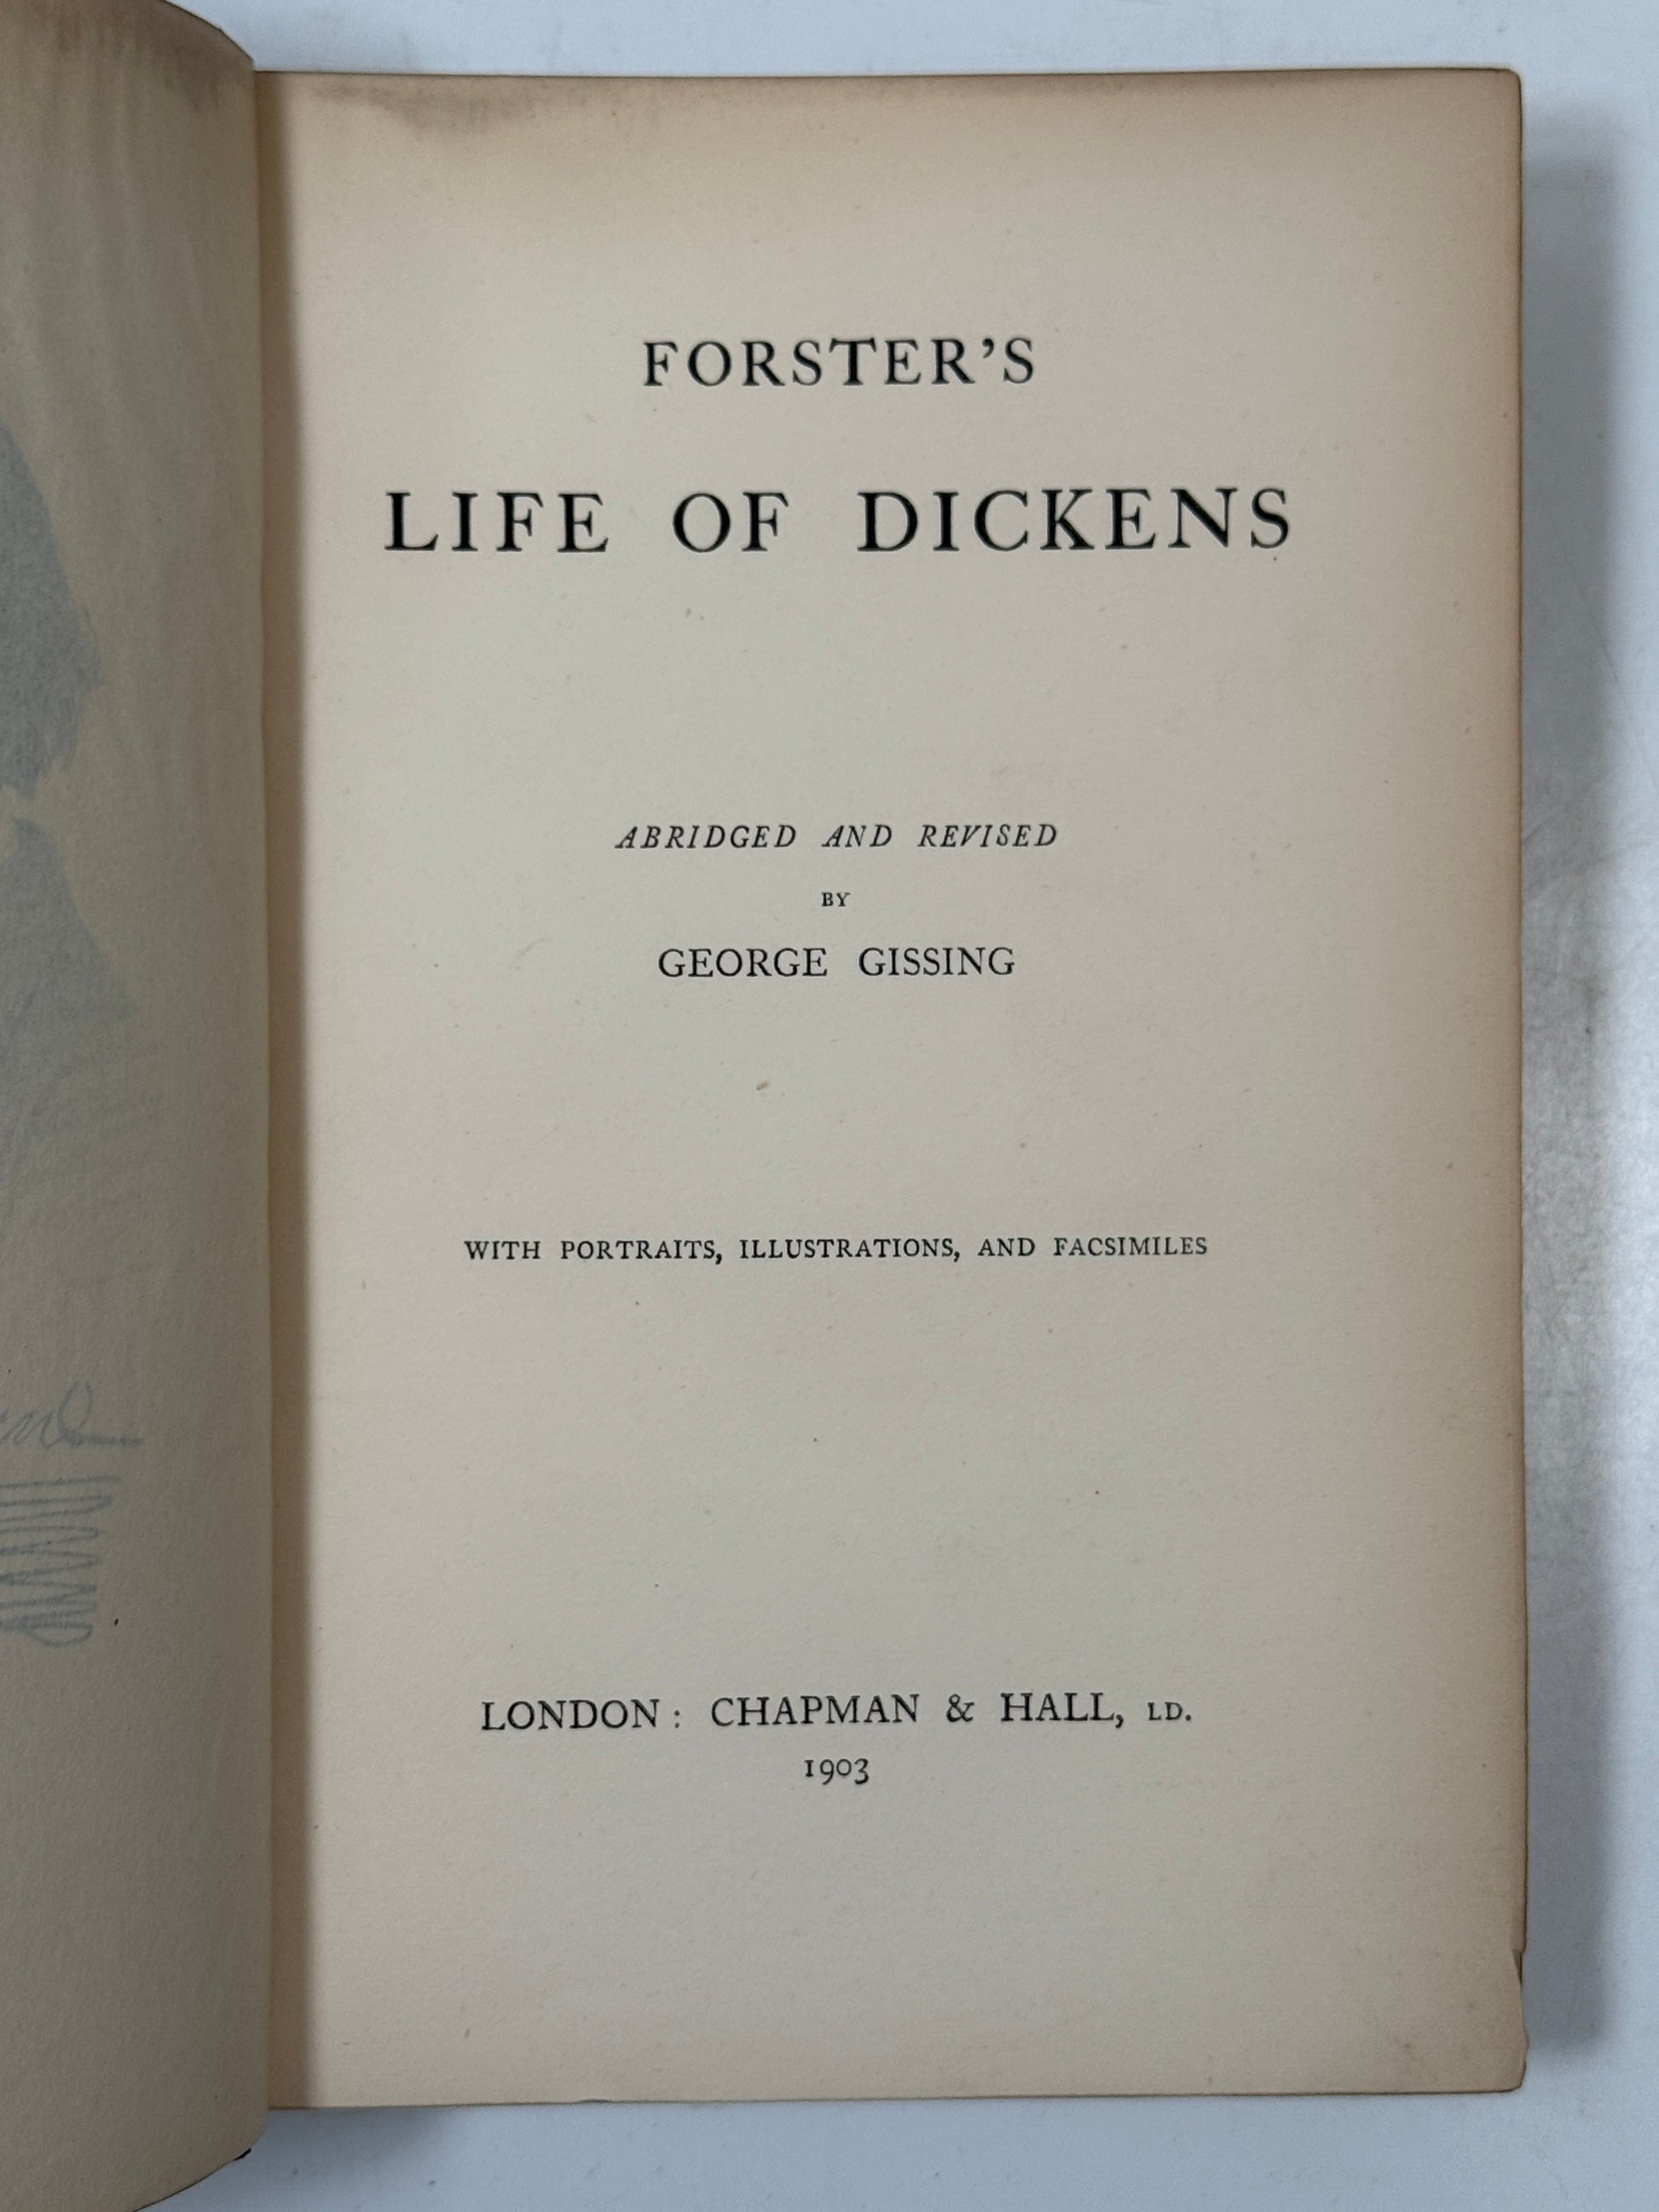 FORSTER’S
LIFE OF DICKENS
ABRIDGED AND REVISED
BY
GEORGE GISSING
WITH PORTRAITS, ILLUSTRATIONS, AND FACSIMILES
LONDON: CHAPMAN & HALL, LD.
1903